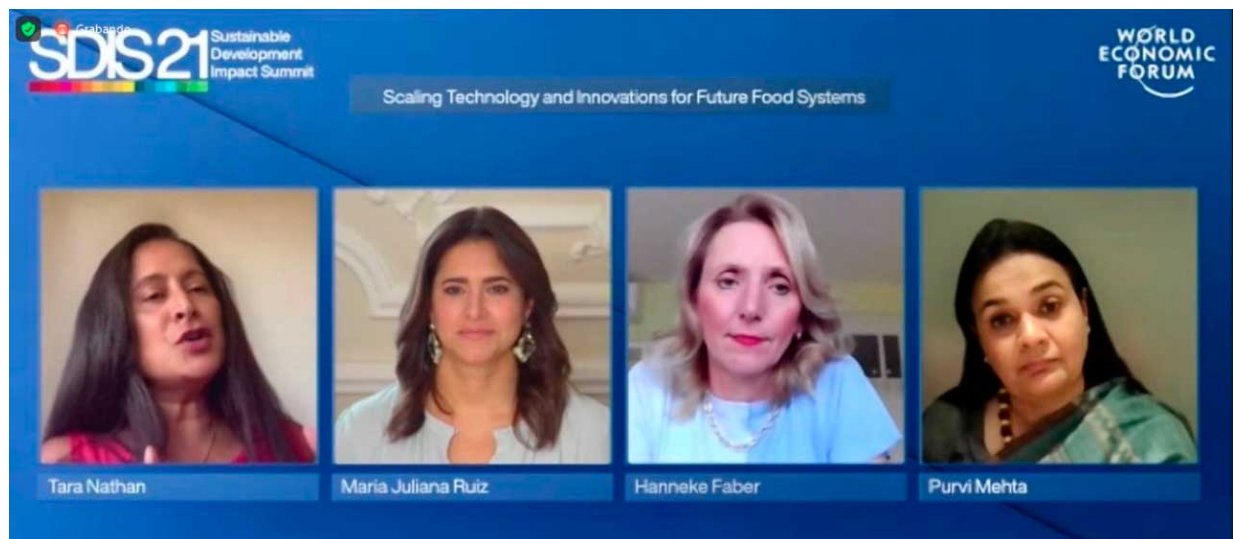 Grabando
SDIS21
Sustainable
Development
Impact Summit
WORLD
ECONOMIC
FORUM
Scaling Technology and Innovations for Future Food Systems
Tara Nathan
Maria Juliana Ruiz
Hanneke Faber
Purvi Mehta